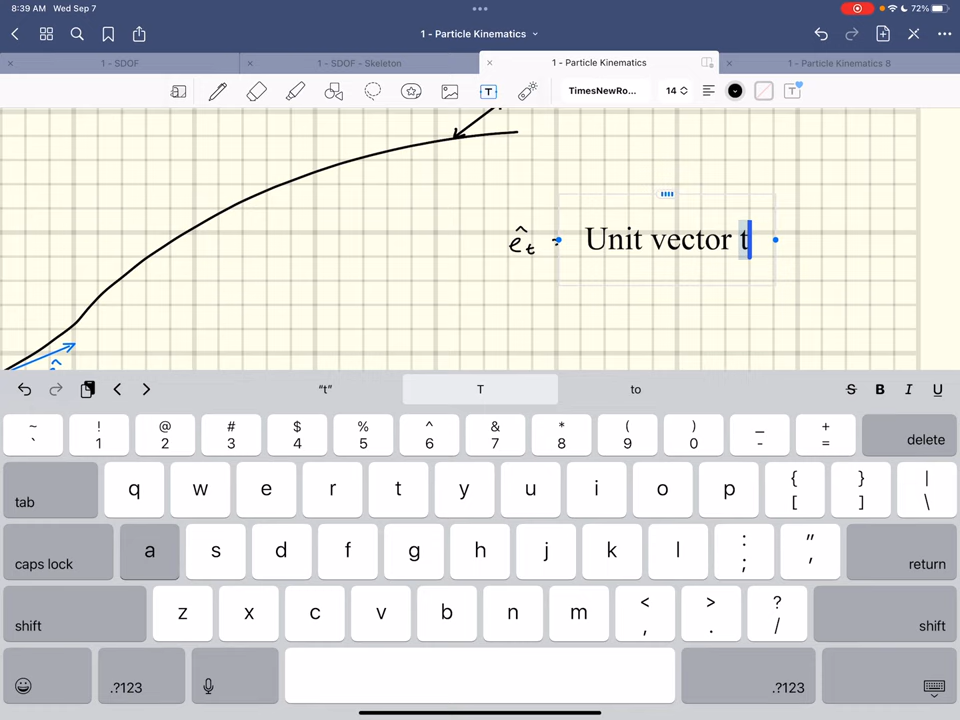 8:39 AM Wed Sep 7
72%
1 - Particle Kinematics
1 - SDOF
1 - SDOF - Skeleton
1 - Particle Kinematics
1 - Particle Kinematics 8
T
TimesNewRo...
14
T
ê_t - Unit vector t
ê
"t"
T
to
S B I U
~ ! @ # $ % ^ & * ( ) _ +
` 1 2 3 4 5 6 7 8 9 0 - = delete
tab q w e r t y u i o p { [ } ] | \
caps lock a s d f g h j k l : ; " ' return
shift z x c v b n m < , > . ? / shift
.?123 .?123